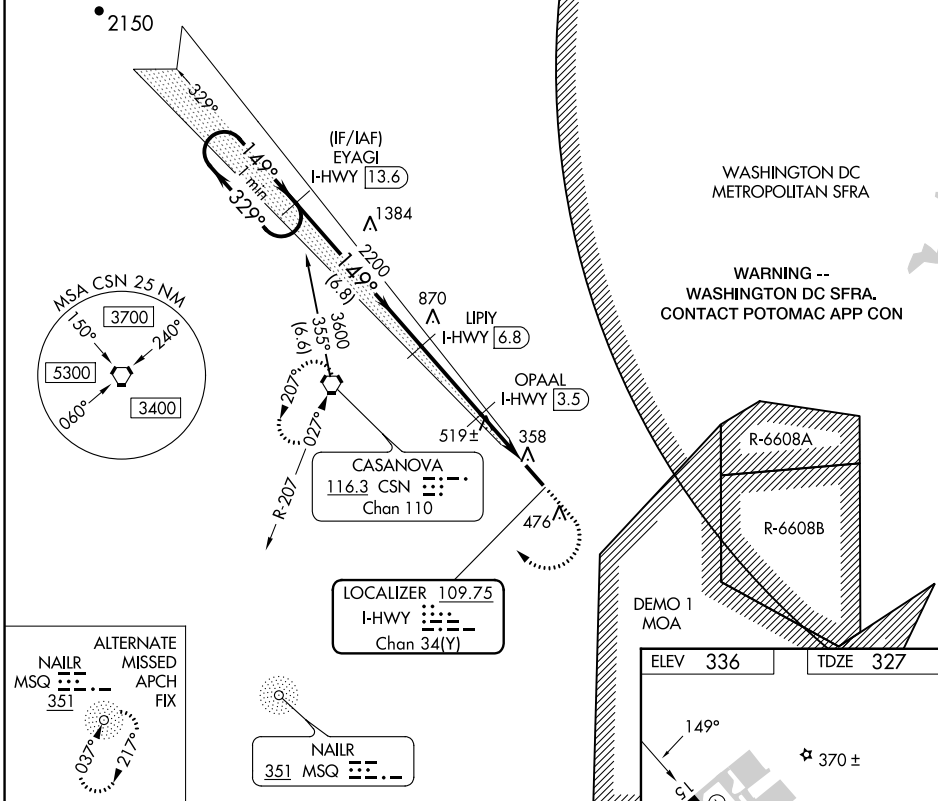 2150
329°
(IF/IAF)
EYAGI
I-HWY 13.6
149°
1 min
329°
1384
2200
149°
(6.8)
870
LIPIY
I-HWY 6.8
OPAAL
I-HWY 3.5
519 ±
358
476
WASHINGTON DC
METROPOLITAN SFRA
WARNING --
WASHINGTON DC SFRA.
CONTACT POTOMAC APP CON
MSA CSN 25 NM
3700
150°
240°
5300
060°
3400
3600
355°
(6.6)
207°
027°
R-207
CASANOVA
116.3 CSN
Chan 110
LOCALIZER 109.75
I-HWY
Chan 34(Y)
R-6608A
R-6608B
DEMO 1
MOA
ALTERNATE
MISSED
APCH
FIX
NAILR
MSQ
351
037°
217°
NAILR
351 MSQ
ELEV 336
TDZE 327
149°
15
370 ±